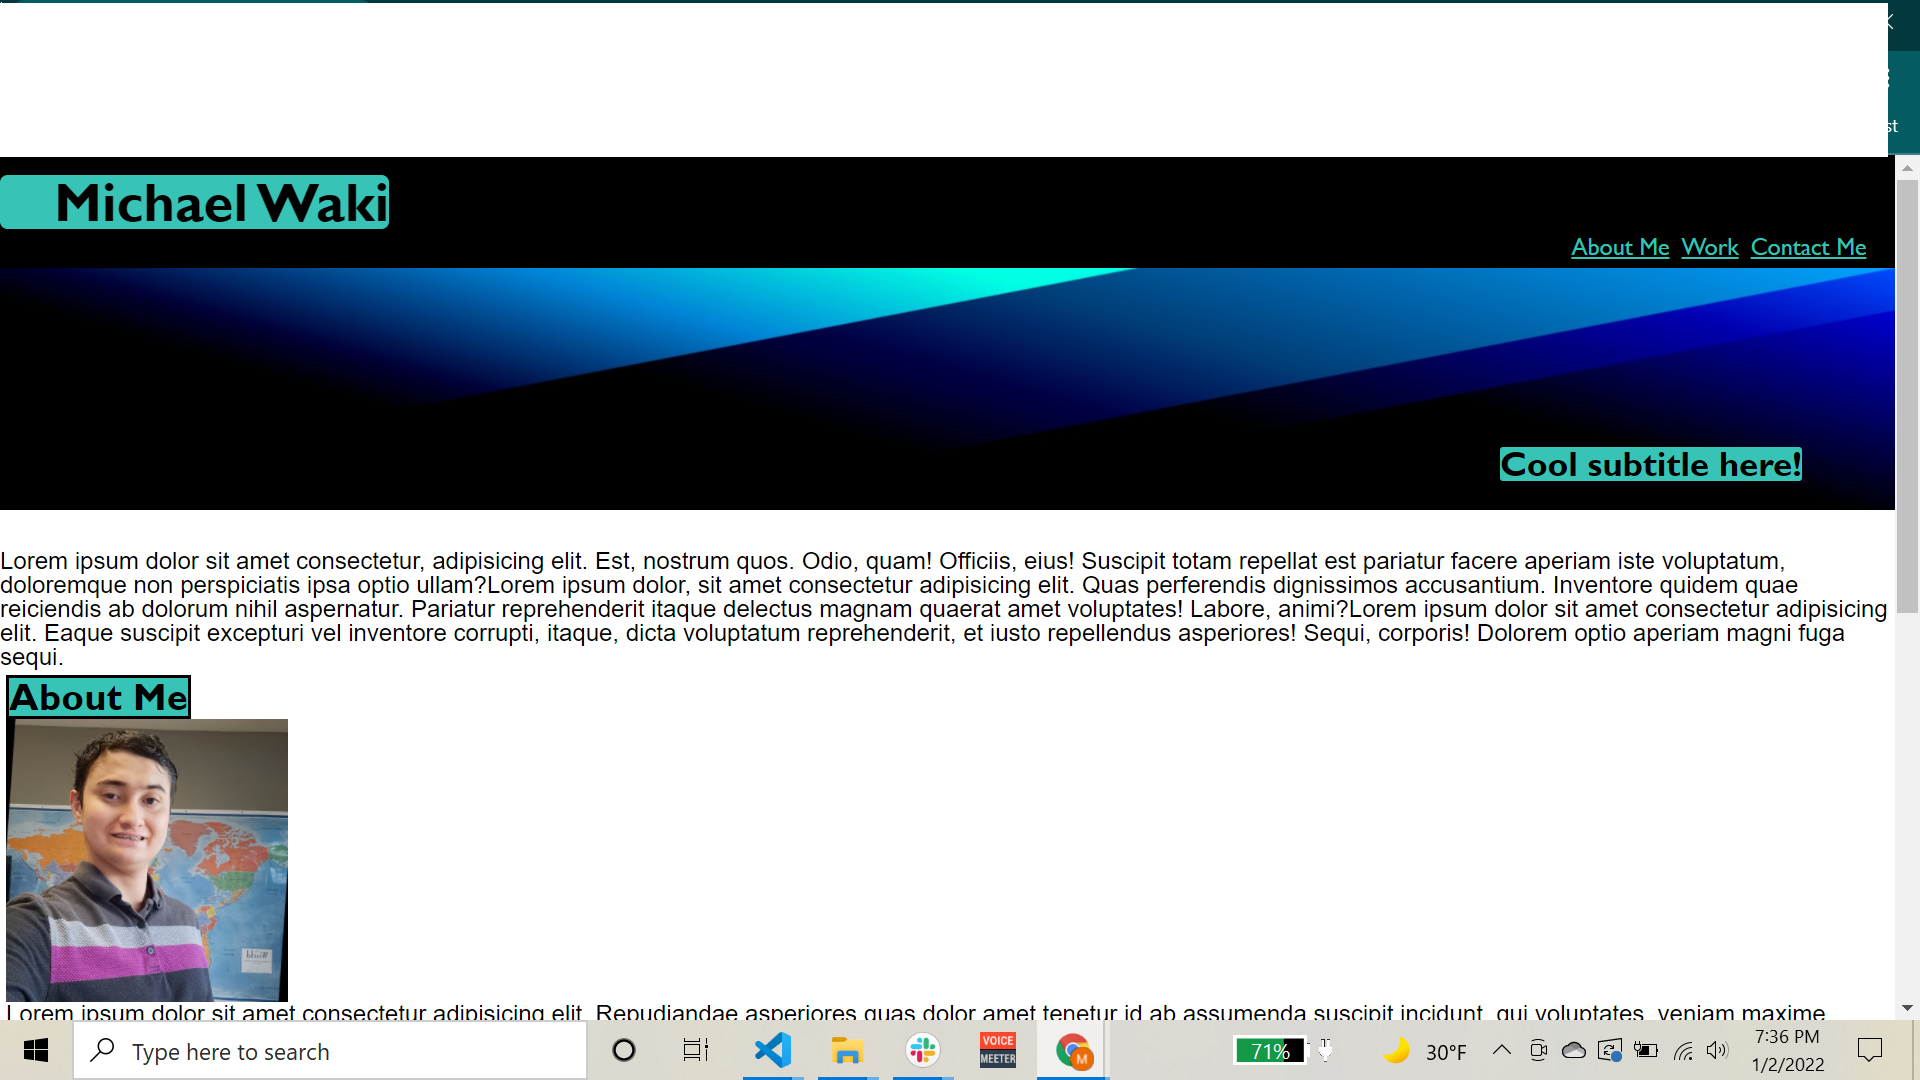 st
Michael Waki
About Me Work Contact Me
Cool subtitle here!
Lorem ipsum dolor sit amet consectetur, adipisicing elit. Est, nostrum quos. Odio, quam! Officiis, eius! Suscipit totam repellat est pariatur facere aperiam iste voluptatum,
doloremque non perspiciatis ipsa optio ullam?Lorem ipsum dolor, sit amet consectetur adipisicing elit. Quas perferendis dignissimos accusantium. Inventore quidem quae
reiciendis ab dolorum nihil aspernatur. Pariatur reprehenderit itaque delectus magnam quaerat amet voluptates! Labore, animi?Lorem ipsum dolor sit amet consectetur adipisicing
elit. Eaque suscipit excepturi vel inventore corrupti, itaque, dicta voluptatum reprehenderit, et iusto repellendus asperiores! Sequi, corporis! Dolorem optio aperiam magni fuga
sequi.
About Me
Lorem ipsum dolor sit amet consectetur adipisicing elit. Repudiandae asperiores quas dolor amet tenetur id ab assumenda suscipit incidunt, qui voluptates, veniam maxime
Type here to search
VOICE
MEETER
M
71%
30°F
7:36 PM
1/2/2022